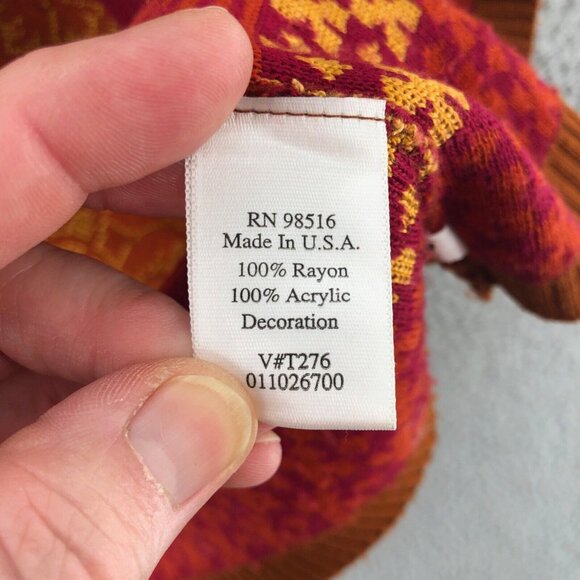 RN 98516
Made In U.S.A.
100% Rayon
100% Acrylic
Decoration
V#T276
011026700